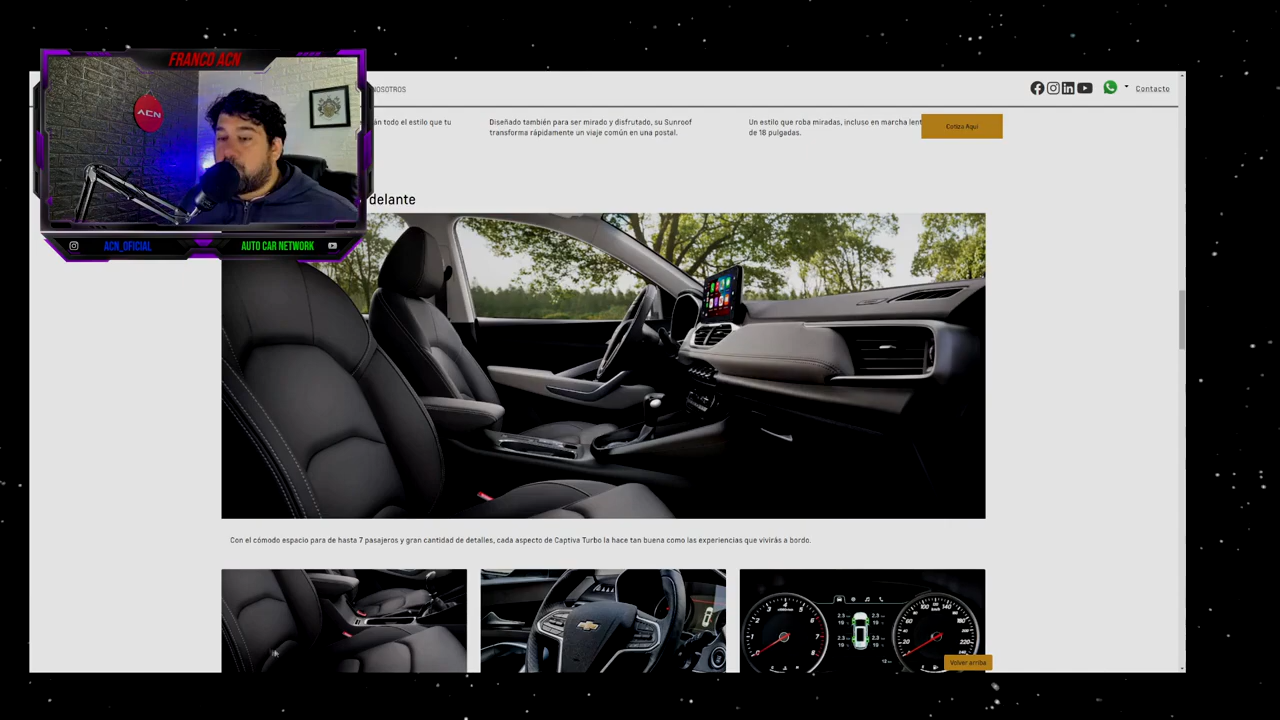 FRANCO ACN
ACN
ACN_OFICIAL
AUTO CAR NETWORK
NOSOTROS
Contacto
án todo el estilo que tu
Diseñado también para ser mirado y disfrutado, su Sunroof
transforma rápidamente un viaje común en una postal.
Un estilo que roba miradas, incluso en marcha lent
de 18 pulgadas.
Cotiza Aquí
delante
Con el cómodo espacio para de hasta 7 pasajeros y gran cantidad de detalles, cada aspecto de Captiva Turbo la hace tan buena como las experiencias que vivirás a bordo.
Volver arriba